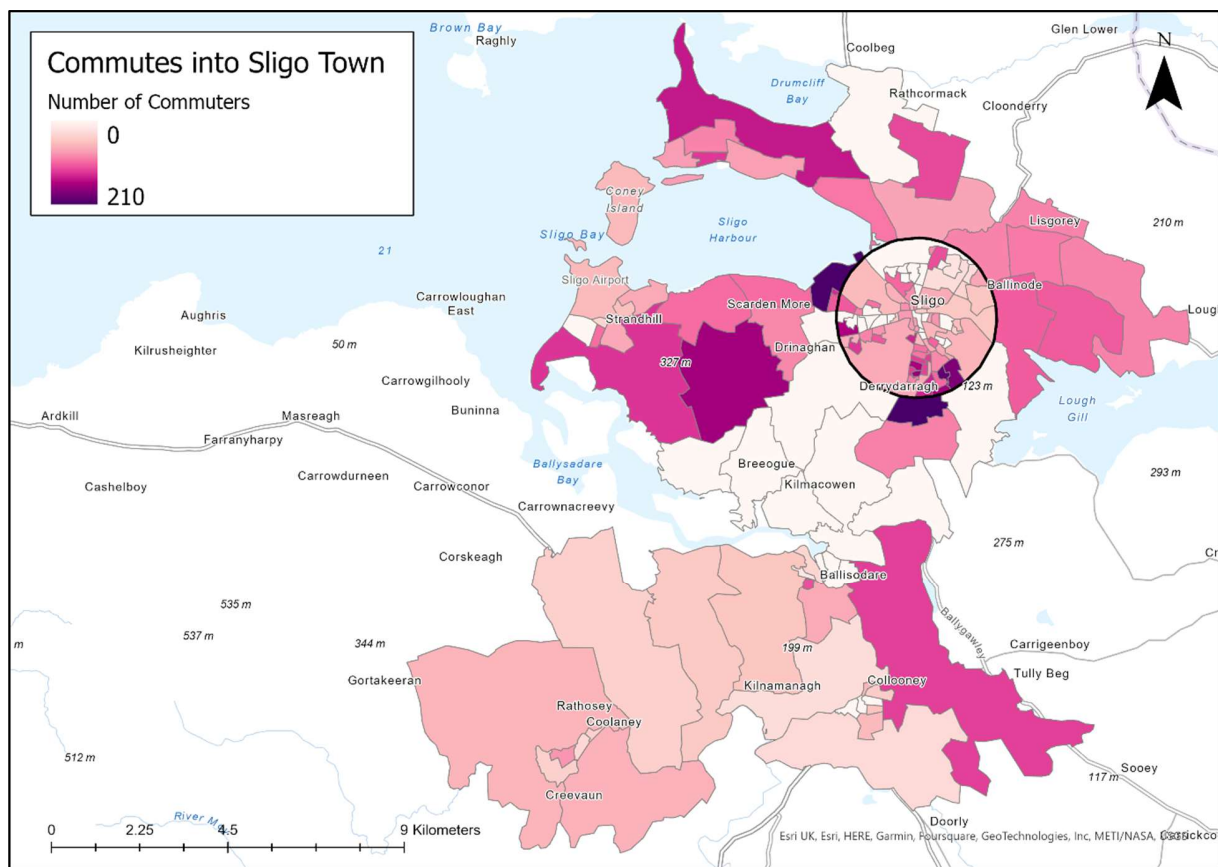 Commutes into Sligo Town
Number of Commuters
0
210
N
Brown Bay
Raghly
Coolbeg
Glen Lower
Drumcliff
Bay
Rathcormack
Cloonderry
Coney
Island
Sligo
Harbour
Lisgorey
210 m
21
Sligo Bay
Sligo Airport
Sligo
Ballinode
Carrowloughan
East
Scarden More
Lough
Aughris
Strandhill
Kilrusheighter
50 m
Drinaghan
327 m
Carrowgilhooly
Derrydarragh
123 m
Buninna
Lough
Gill
Ardkill
Masreagh
Farranyharpy
Ballysadare
Bay
Breeogue
Carrowdurneen
Cashelboy
Carrowconor
Kilmacowen
293 m
Carrownacreevy
275 m
Corskeagh
Ballisodare
535 m
537 m
m
344 m
199 m
Ballygawley
Carrigeenboy
Gortakeeran
Kilnamanagh
Collooney
Tully Beg
Rathosey
Coolaney
512 m
Creevaun
117 m
Sooey
River
Doorly
0
2.25
4.5
9 Kilometers
Esri UK, Esri, HERE, Garmin, Foursquare, GeoTechnologies, Inc, METI/NASA,